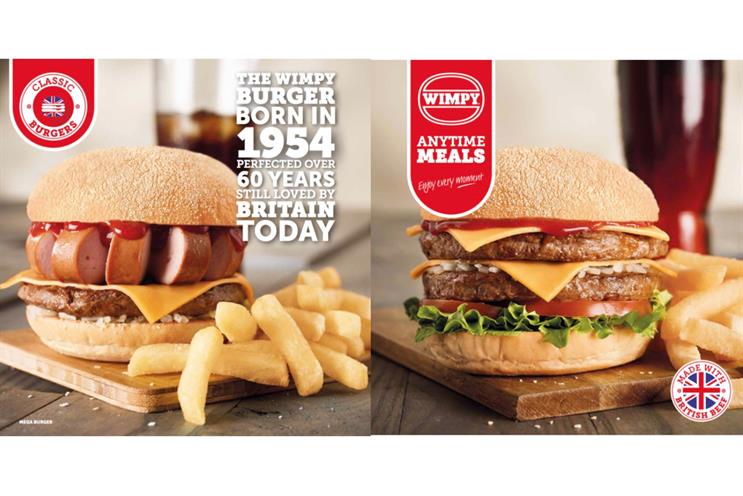 CLASSIC
BURGERS
THE WIMPY
BURGER
BORN IN
1954
PERFECTED OVER
60 YEARS
STILL LOVED BY
BRITAIN
TODAY
MEGA BURGER
WIMPY
ANYTIME
MEALS
Enjoy every moment
MADE WITH
BRITISH BEEF